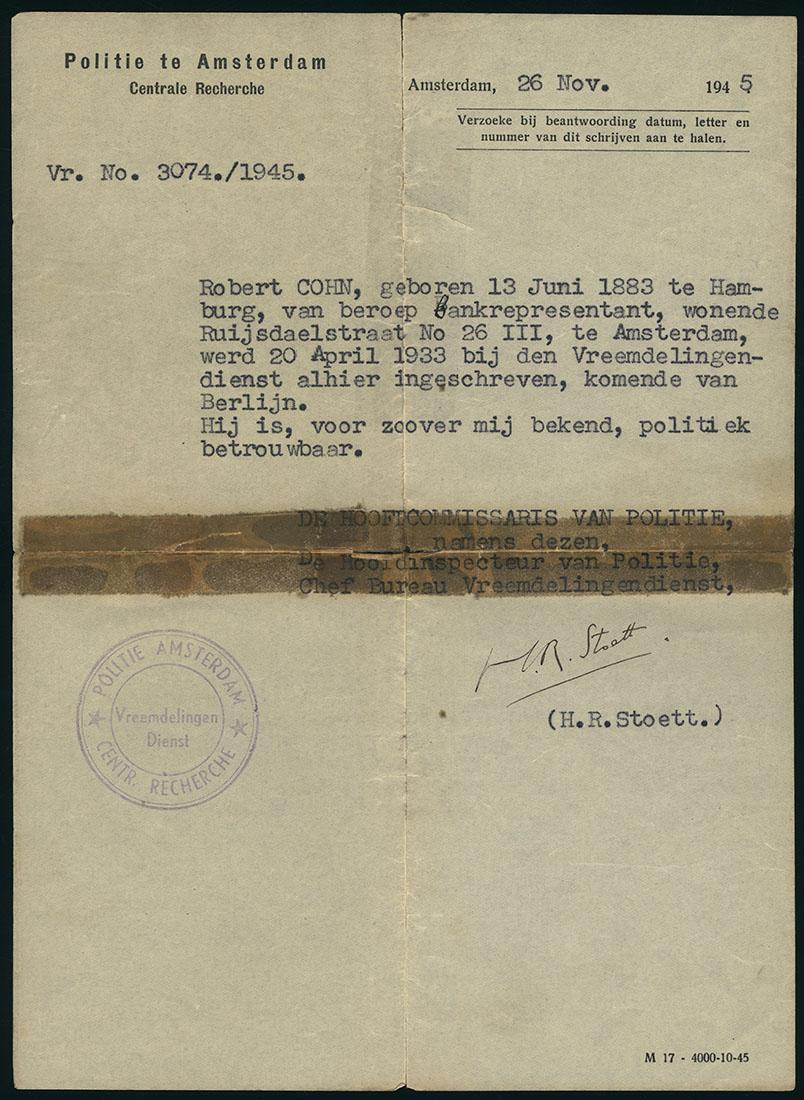 Politie te Amsterdam
Centrale Recherche
Amsterdam, 26 Nov. 1945
Verzoeke bij beantwoording datum, letter en
nummer van dit schrijven aan te halen.
Vr. No. 3074./1945.
Robert COHN, geboren 13 Juni 1883 te Ham-
burg, van beroep Bankrepresentant, wonende
Ruijsdaelstraat No 26 III, te Amsterdam,
werd 20 April 1933 bij den Vreemdelingen-
dienst alhier ingeschreven, komende van
Berlijn.
Hij is, voor zoover mij bekend, politiek
betrouwbaar.
DE HOOFTCOMMISSARIS VAN POLITIE,
namens dezen,
De Hoofdinspecteur van Politie,
Chef Bureau Vreemdelingendienst,
H.R. Stoett.
(H.R.Stoett.)
POLITIE AMSTERDAM
Vreemdelingen
Dienst
CENTR. RECHERCHE
M 17 - 4000-10-45